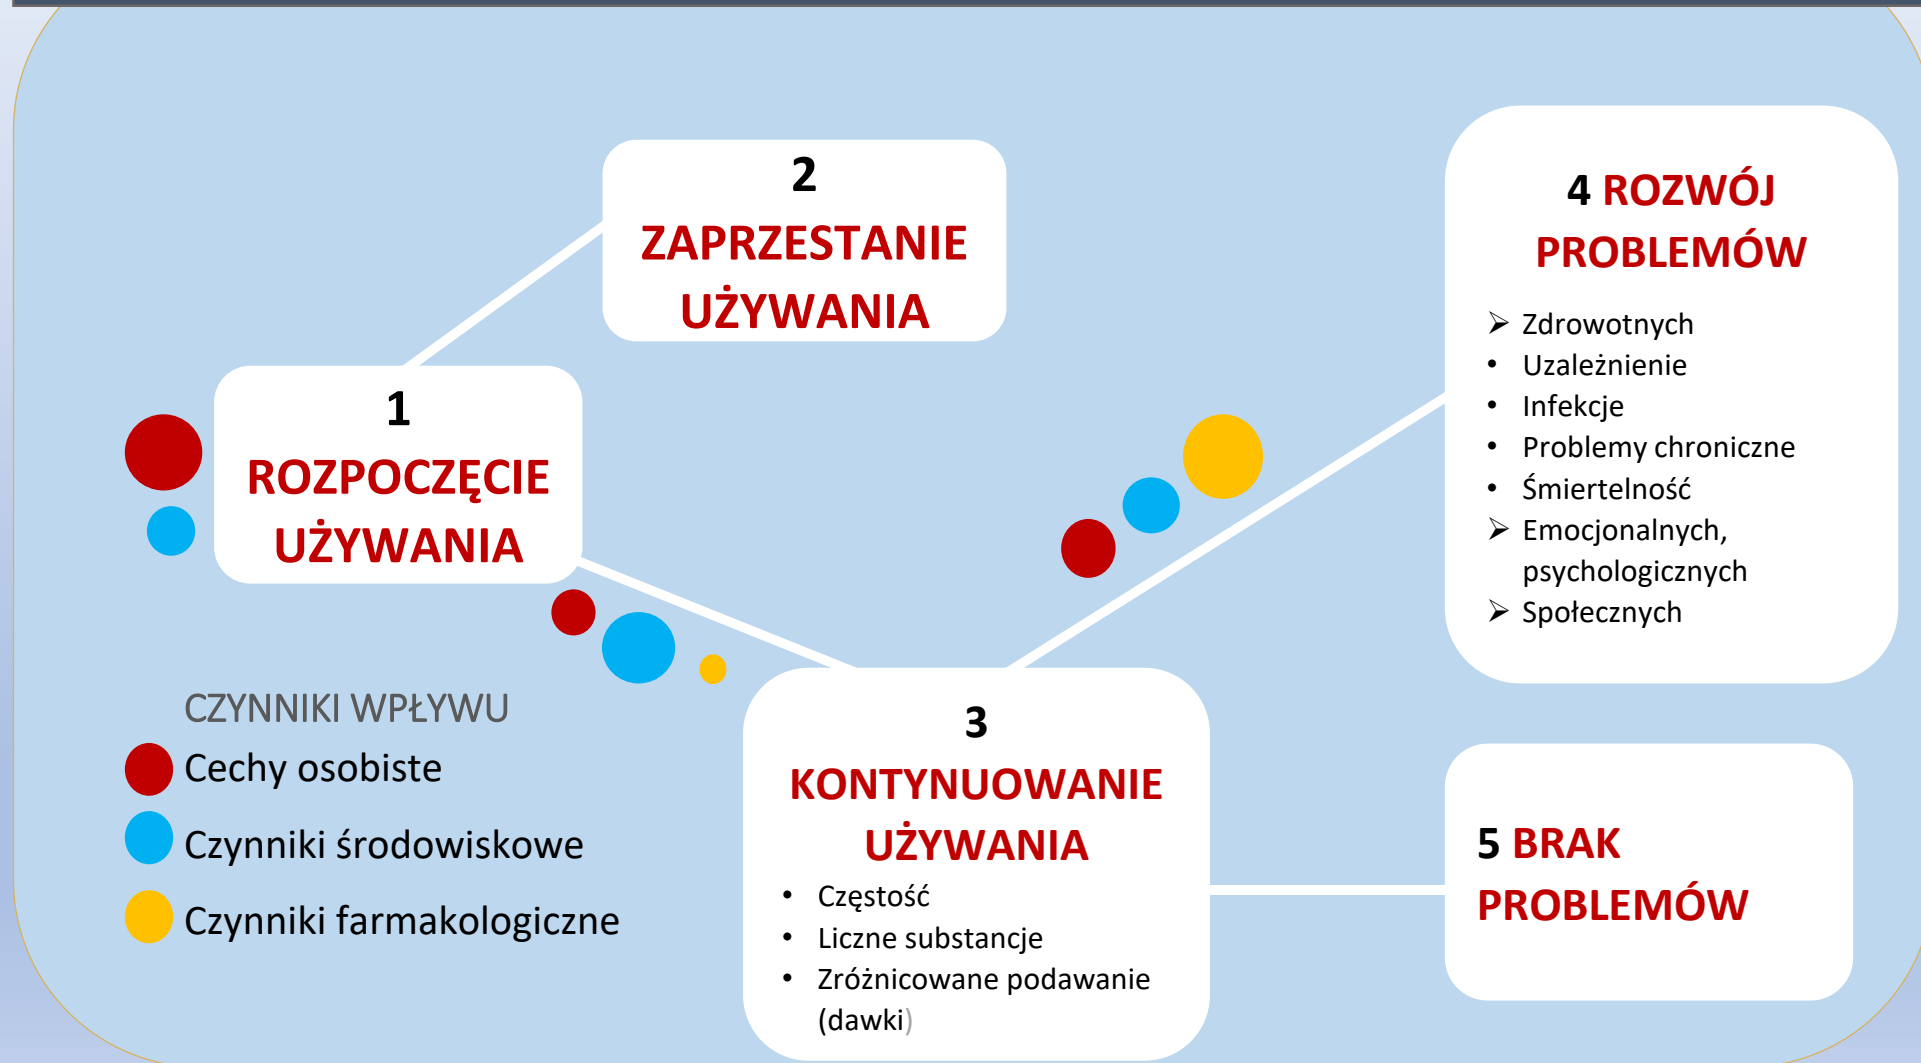 2
ZAPRZESTANIE
UŻYWANIA
1
ROZPOCZĘCIE
UŻYWANIA
4 ROZWÓJ
PROBLEMÓW
➢ Zdrowotnych
• Uzależnienie
• Infekcje
• Problemy chroniczne
• Śmiertelność
➢ Emocjonalnych,
psychologicznych
➢ Społecznych
CZYNNIKI WPŁYWU
Cechy osobiste
Czynniki środowiskowe
Czynniki farmakologiczne
3
KONTYNUOWANIE
UŻYWANIA
• Częstość
• Liczne substancje
• Zróżnicowane podawanie
(dawki)
5 BRAK
PROBLEMÓW